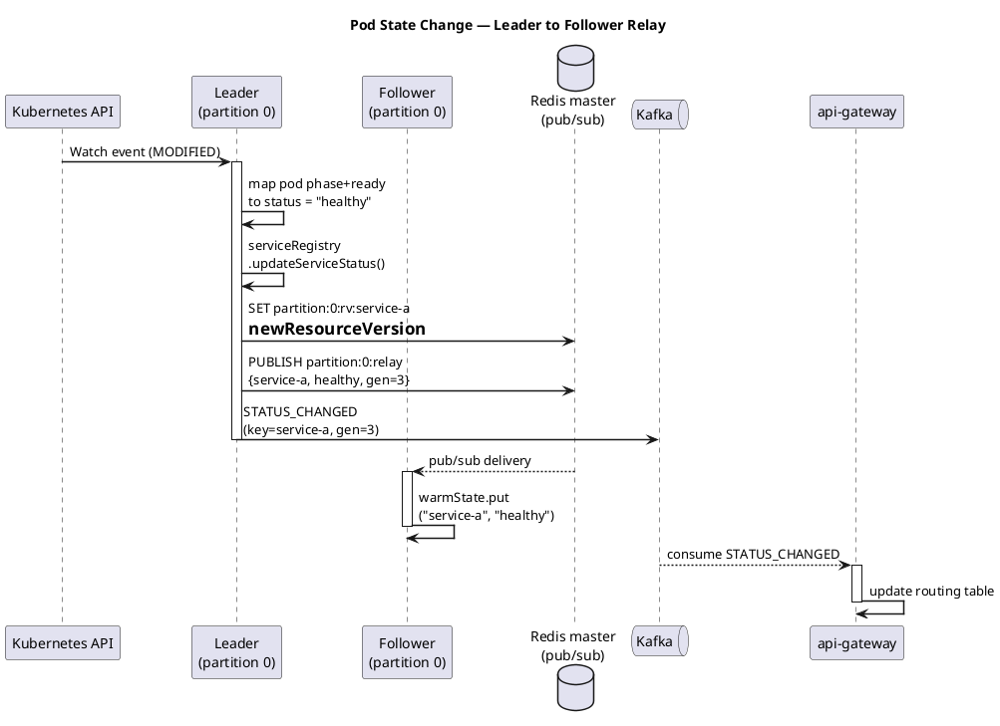 Pod State Change — Leader to Follower Relay
Kubernetes API
Leader
(partition 0)
Follower
(partition 0)
Redis master
(pub/sub)
Kafka
api-gateway
Watch event (MODIFIED)
map pod phase+ready
to status = "healthy"
serviceRegistry
.updateServiceStatus()
SET partition:0:rv:service-a
newResourceVersion
PUBLISH partition:0:relay
{service-a, healthy, gen=3}
STATUS_CHANGED
(key=service-a, gen=3)
pub/sub delivery
warmState.put
("service-a", "healthy")
consume STATUS_CHANGED
update routing table
Kubernetes API
Leader
(partition 0)
Follower
(partition 0)
Redis master
(pub/sub)
Kafka
api-gateway